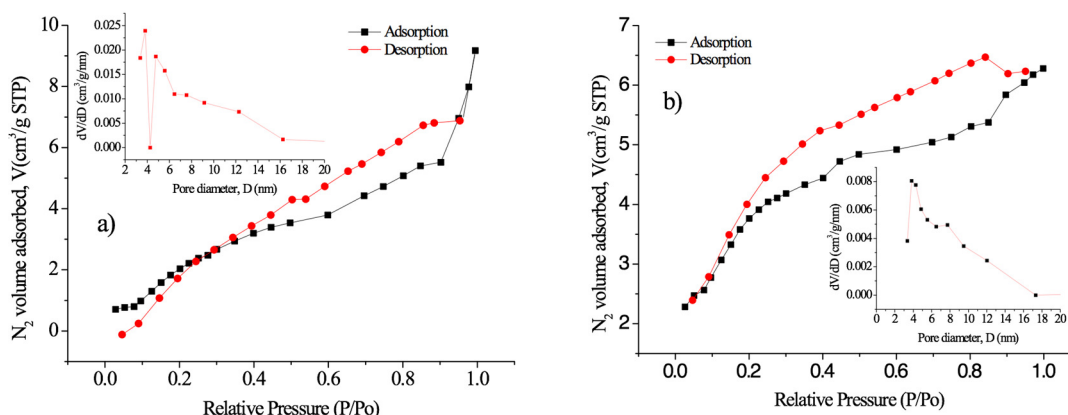 10
8
6
4
2
0
N2 volume adsorbed, V(cm3/g STP)
0.0 0.2 0.4 0.6 0.8 1.0
Relative Pressure (P/Po)
Adsorption
Desorption
a)
0.025
0.020
0.015
0.010
0.005
0.000
dV/dD (cm3/g/nm)
2 4 6 8 10 12 14 16 18 20
Pore diameter, D (nm)
7
6
5
4
3
2
N2 volume adsorbed, V(cm3/g STP)
0.0 0.2 0.4 0.6 0.8 1.0
Relative Pressure (P/Po)
Adsorption
Desorption
b)
0.008
0.006
0.004
0.002
0.000
dV/dD (cm3/g/nm)
0 2 4 6 8 10 12 14 16 18 20
Pore diameter, D (nm)